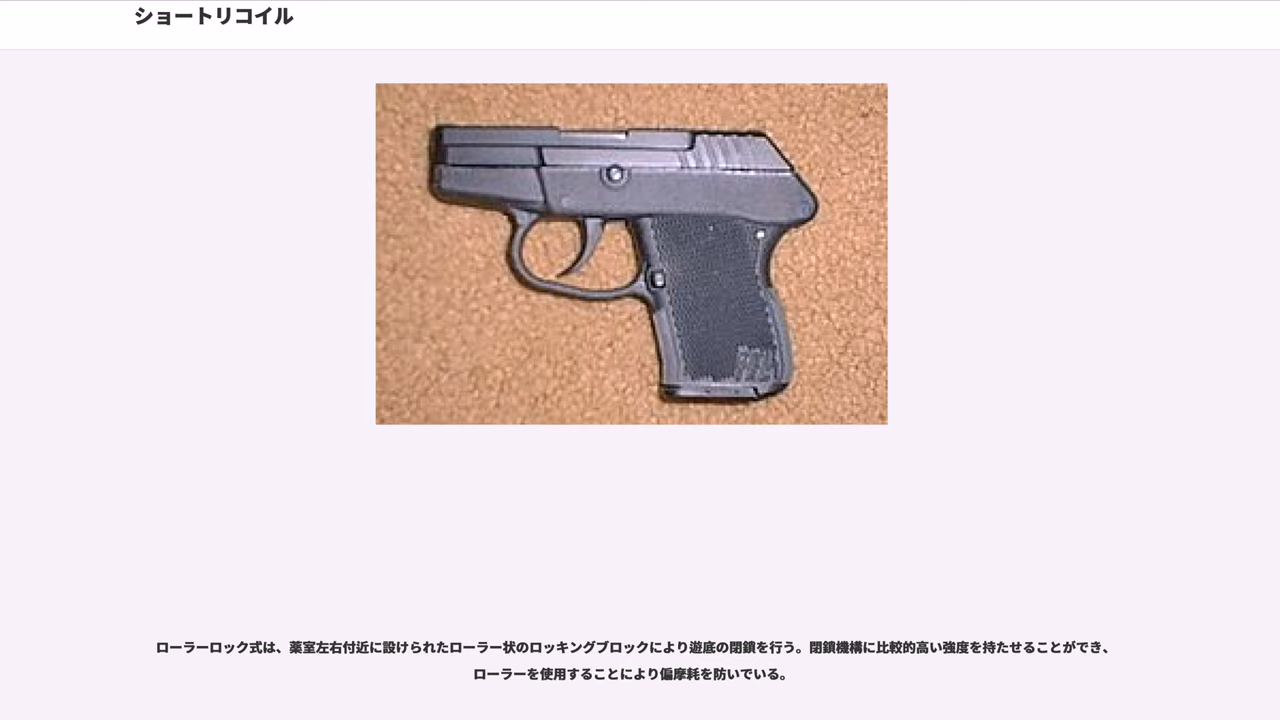 ショートリコイル
ローラーロック式は、薬室左右付近に設けられたローラー状のロッキングブロックにより遊底の閉鎖を行う。閉鎖機構に比較的高い強度を持たせることができ、
ローラーを使用することにより偏摩耗を防いでいる。